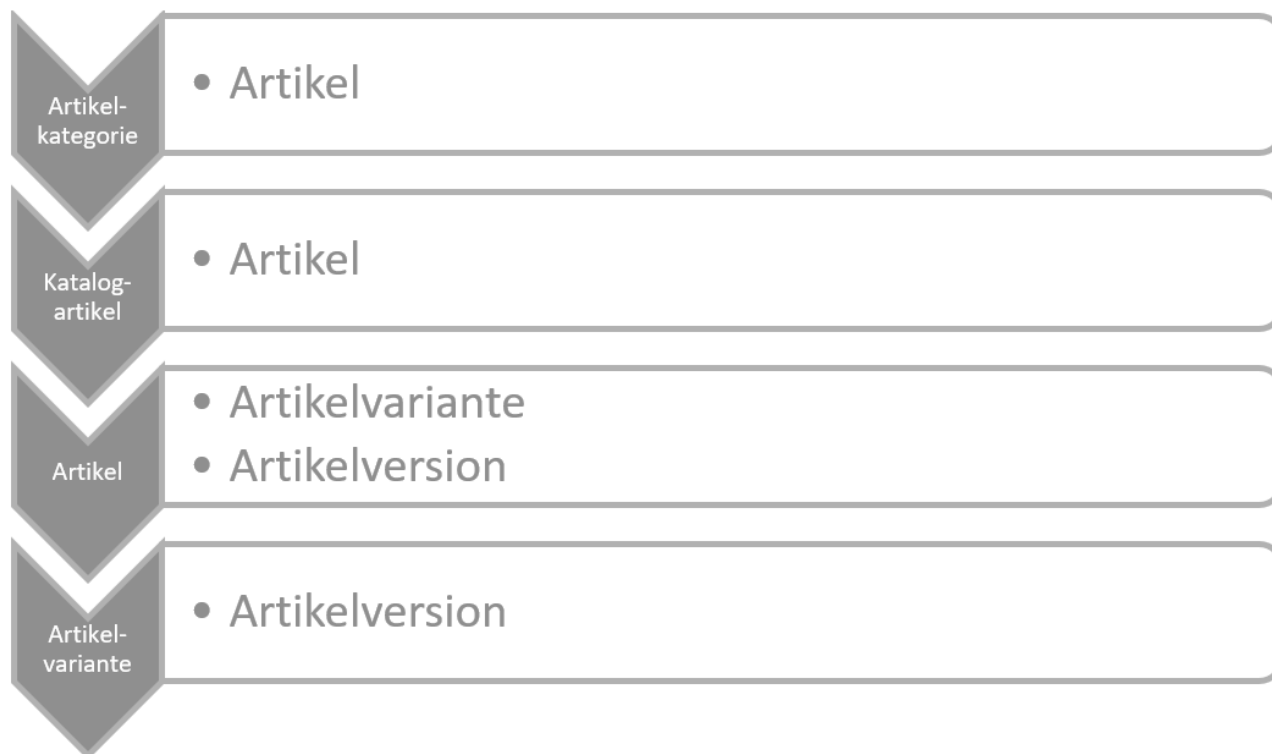 Artikel-
kategorie
• Artikel
Katalog-
artikel
• Artikel
Artikel
• Artikelvariante
• Artikelversion
Artikel-
variante
• Artikelversion